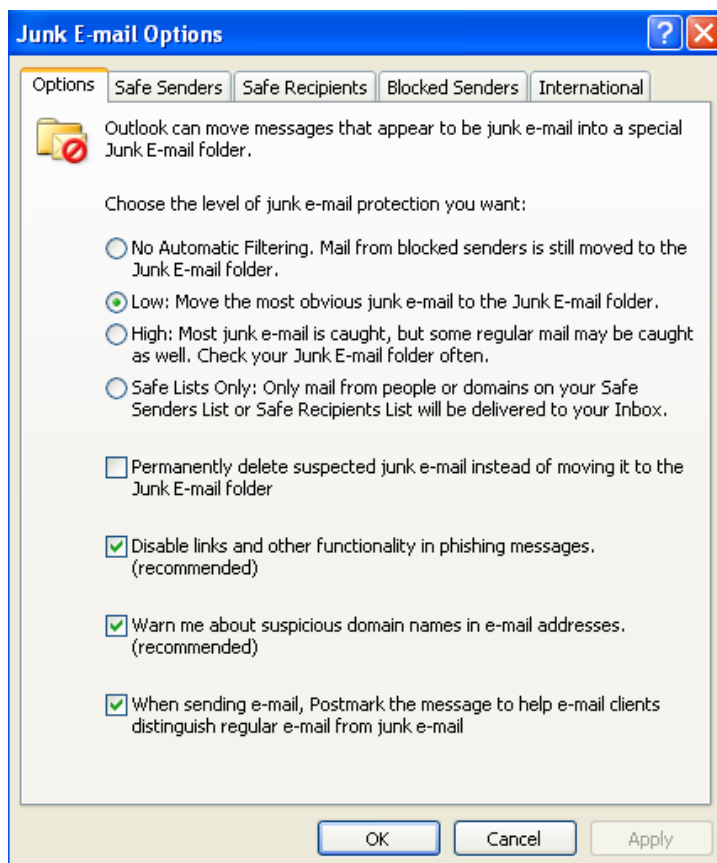 Junk E-mail Options
Options
Safe Senders
Safe Recipients
Blocked Senders
International
Outlook can move messages that appear to be junk e-mail into a special
Junk E-mail folder.
Choose the level of junk e-mail protection you want:
No Automatic Filtering. Mail from blocked senders is still moved to the
Junk E-mail folder.
Low: Move the most obvious junk e-mail to the Junk E-mail folder.
High: Most junk e-mail is caught, but some regular mail may be caught
as well. Check your Junk E-mail folder often.
Safe Lists Only: Only mail from people or domains on your Safe
Senders List or Safe Recipients List will be delivered to your Inbox.
Permanently delete suspected junk e-mail instead of moving it to the
Junk E-mail folder
Disable links and other functionality in phishing messages.
(recommended)
Warn me about suspicious domain names in e-mail addresses.
(recommended)
When sending e-mail, Postmark the message to help e-mail clients
distinguish regular e-mail from junk e-mail
OK
Cancel
Apply